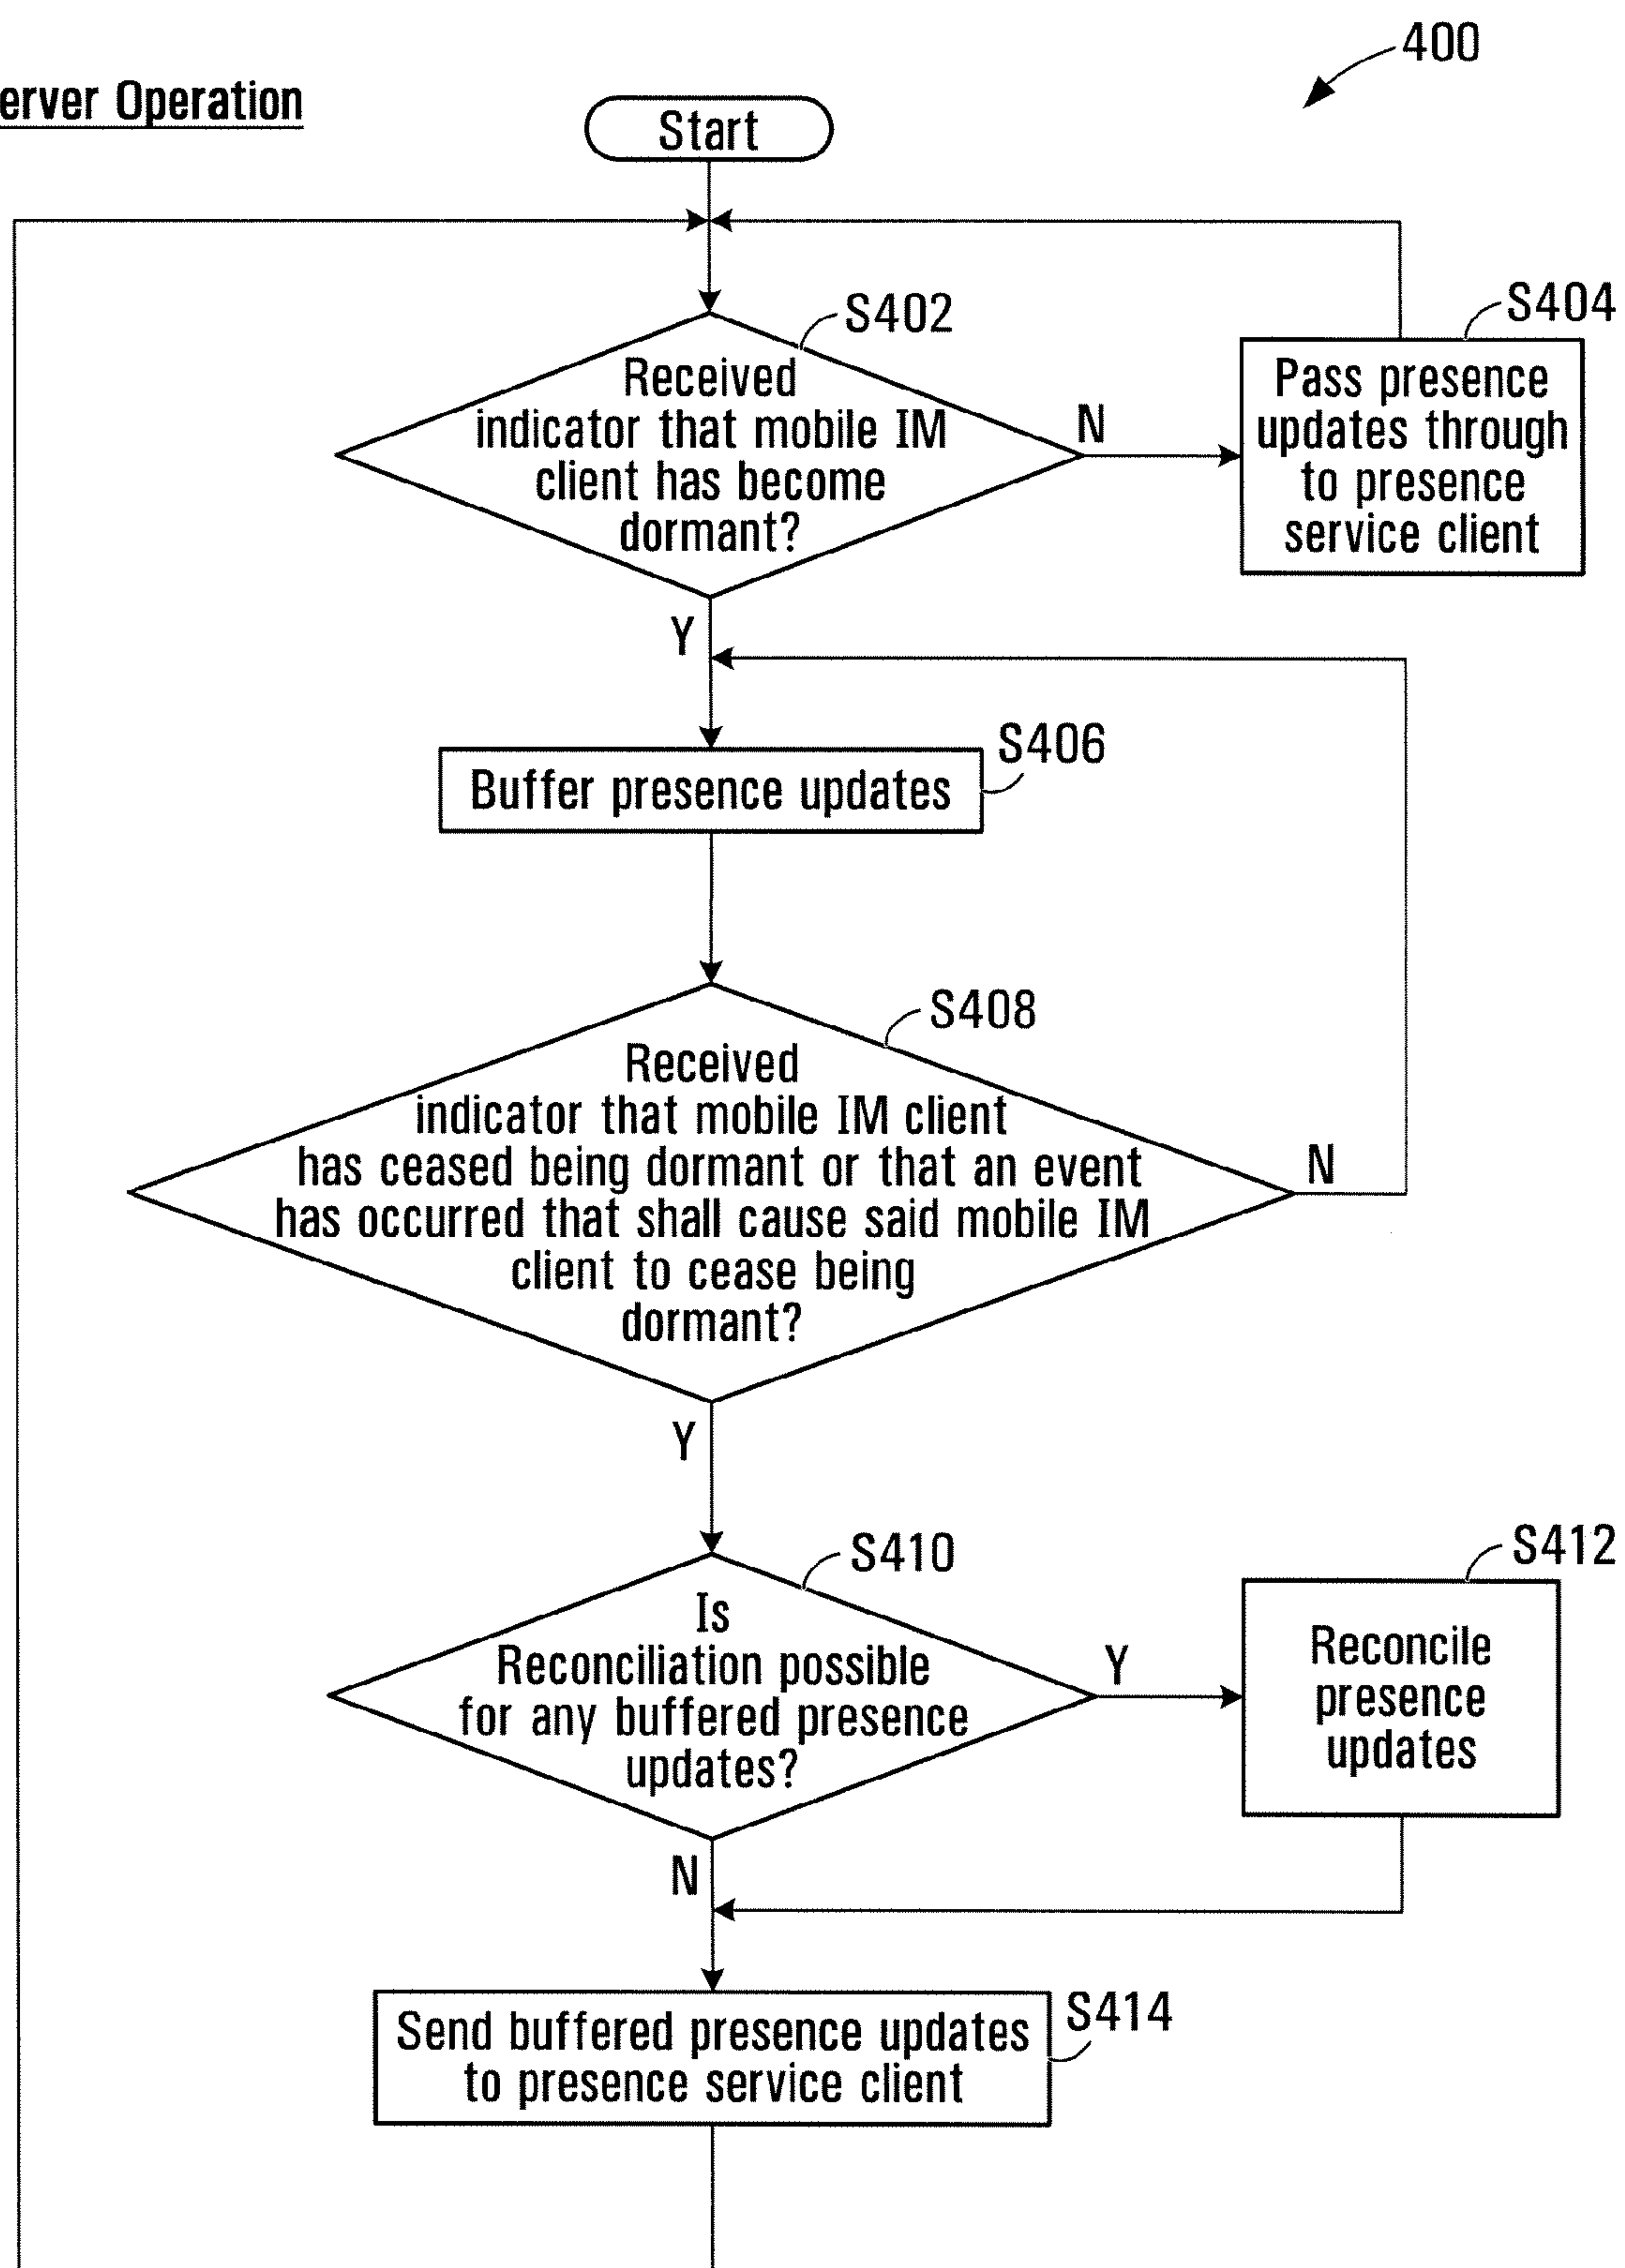 400
erver Operation
Start
S402
Received
indicator that mobile IM
client has become
dormant?
N
S404
Pass presence
updates through
to presence
service client
Y
S406
Buffer presence updates
S408
Received
indicator that mobile IM client
has ceased being dormant or that an event
has occurred that shall cause said mobile IM
client to cease being
dormant?
N
Y
S410
Is
Reconciliation possible
for any buffered presence
updates?
Y
S412
Reconcile
presence
updates
N
S414
Send buffered presence updates
to presence service client